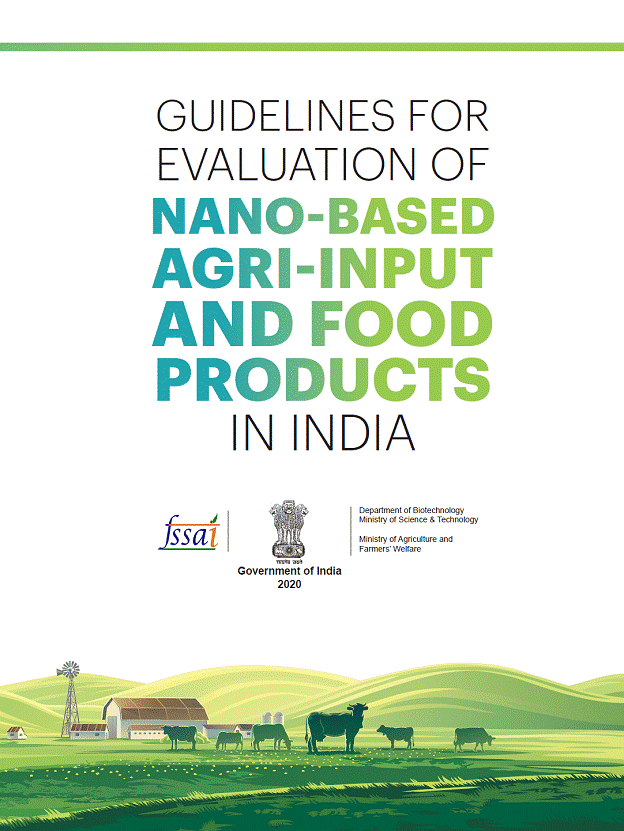 GUIDELINES FOR
EVALUATION OF
NANO-BASED
AGRI-INPUT
AND FOOD
PRODUCTS
IN INDIA
fssai
सत्यमेव जयते
Government of India
2020
Department of Biotechnology
Ministry of Science & Technology
Ministry of Agriculture and
Farmers' Welfare